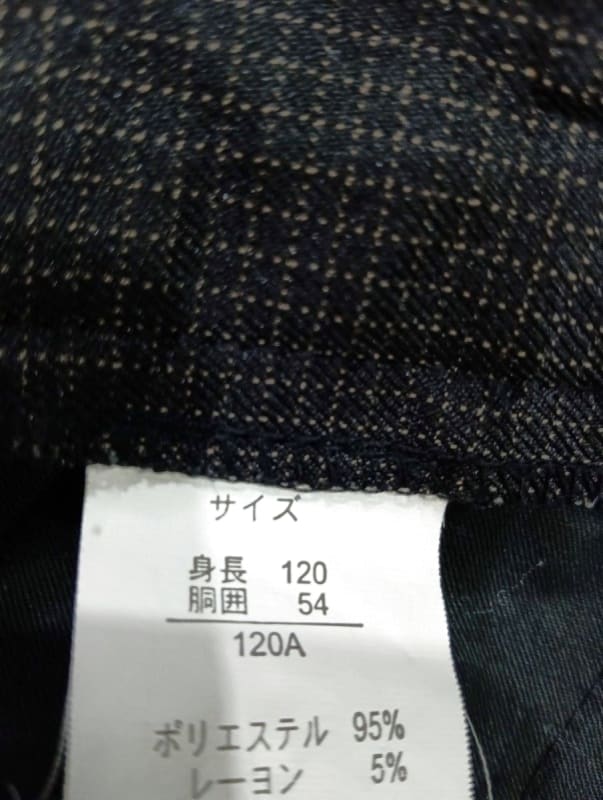 サイズ
身長 120
胴囲 54
120A
ポリエステル 95%
レーヨン 5%